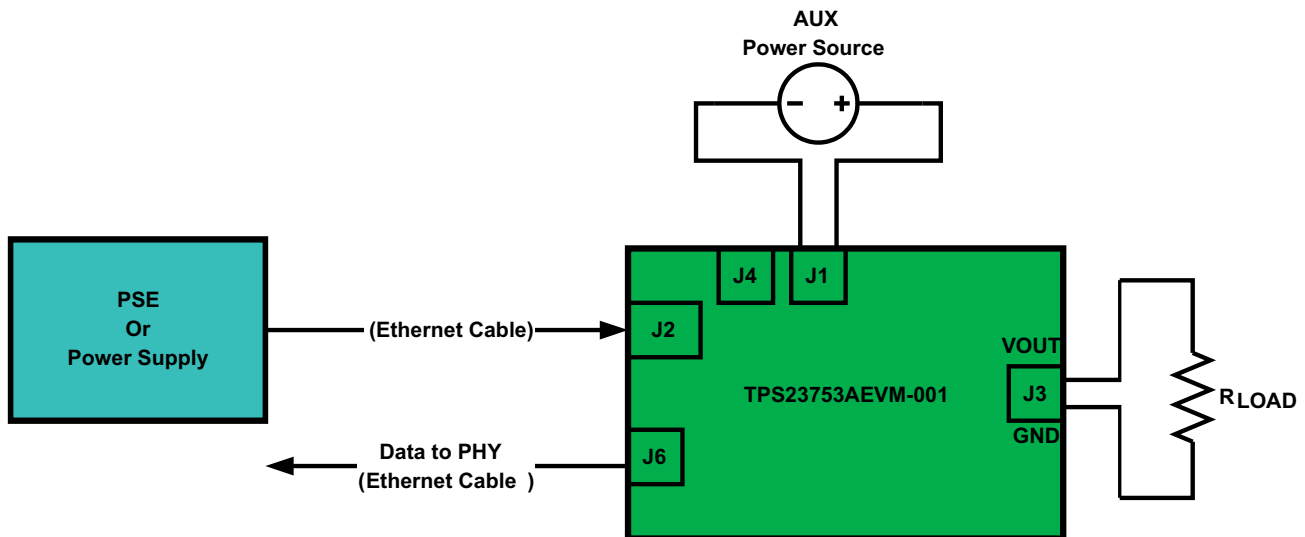 AUX
Power Source
− +
J4
J1
PSE
Or
Power Supply
(Ethernet Cable)
J2
VOUT
TPS23753AEVM-001
J3
RLOAD
GND
Data to PHY
(Ethernet Cable )
J6